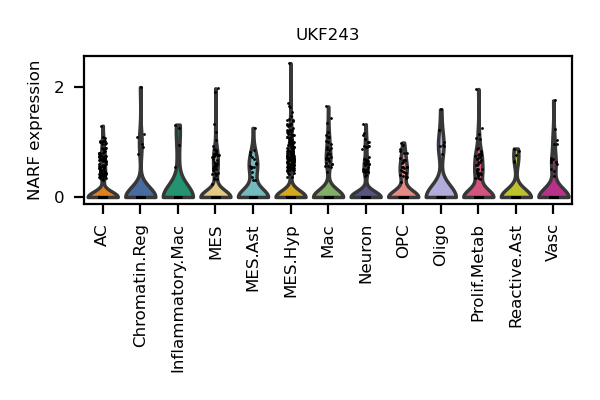 UKF243
NARF expression
2
0
AC
Chromatin.Reg
Inflammatory.Mac
MES
MES.Ast
MES.Hyp
Mac
Neuron
OPC
Oligo
Prolif.Metab
Reactive.Ast
Vasc